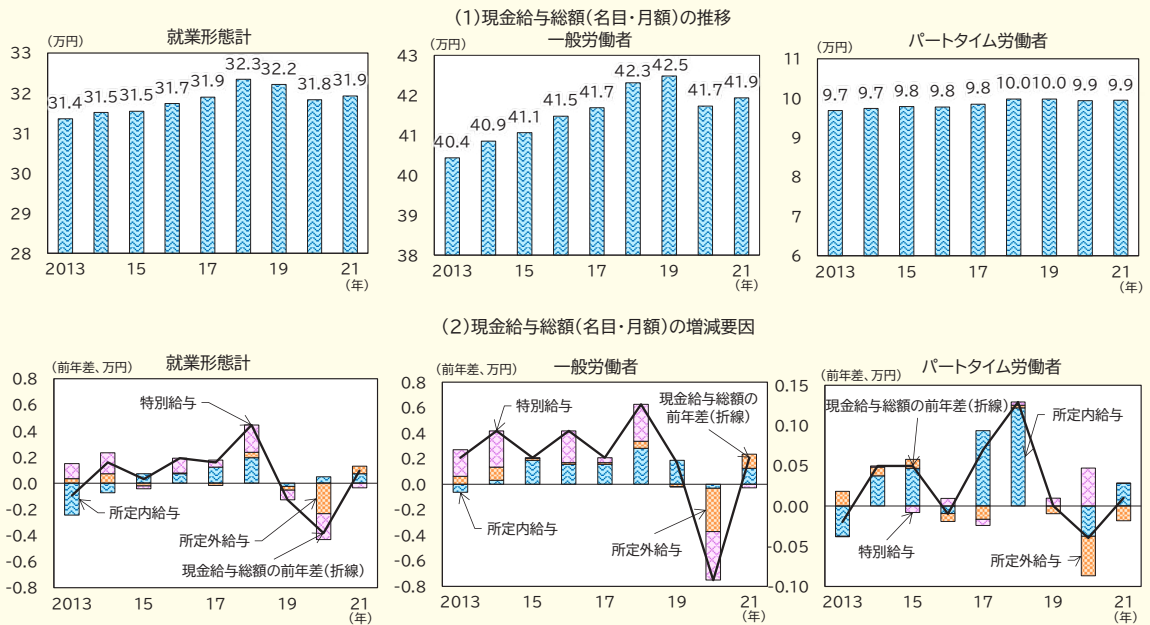 (1)現金給与総額(名目・月額)の推移
就業形態計
(万円)
33
32
31
30
29
28
31.4 31.5 31.5 31.7 31.9 32.3 32.2 31.8 31.9
2013 15 17 19 21
(年)
一般労働者
(万円)
43
42
41
40
39
38
40.4 40.9 41.1 41.5 41.7 42.3 42.5 41.7 41.9
2013 15 17 19 21
(年)
パートタイム労働者
(万円)
11
10
9
8
7
6
9.7 9.7 9.8 9.8 9.8 10.0 10.0 9.9 9.9
2013 15 17 19 21
(年)
(2)現金給与総額(名目・月額)の増減要因
就業形態計
(前年差、万円)
0.8
0.6
0.4
0.2
0.0
-0.2
-0.4
-0.6
-0.8
特別給与
所定内給与
所定外給与
現金給与総額の前年差(折線)
2013 15 17 19 21
(年)
一般労働者
(前年差、万円)
0.8
0.6
0.4
0.2
0.0
-0.2
-0.4
-0.6
-0.8
特別給与
現金給与総額の
前年差(折線)
所定内給与
所定外給与
2013 15 17 19 21
(年)
パートタイム労働者
(前年差、万円)
0.15
0.10
0.05
0.00
-0.05
-0.10
現金給与総額の前年差(折線)
所定内給与
特別給与
所定外給与
2013 15 17 19 21
(年)